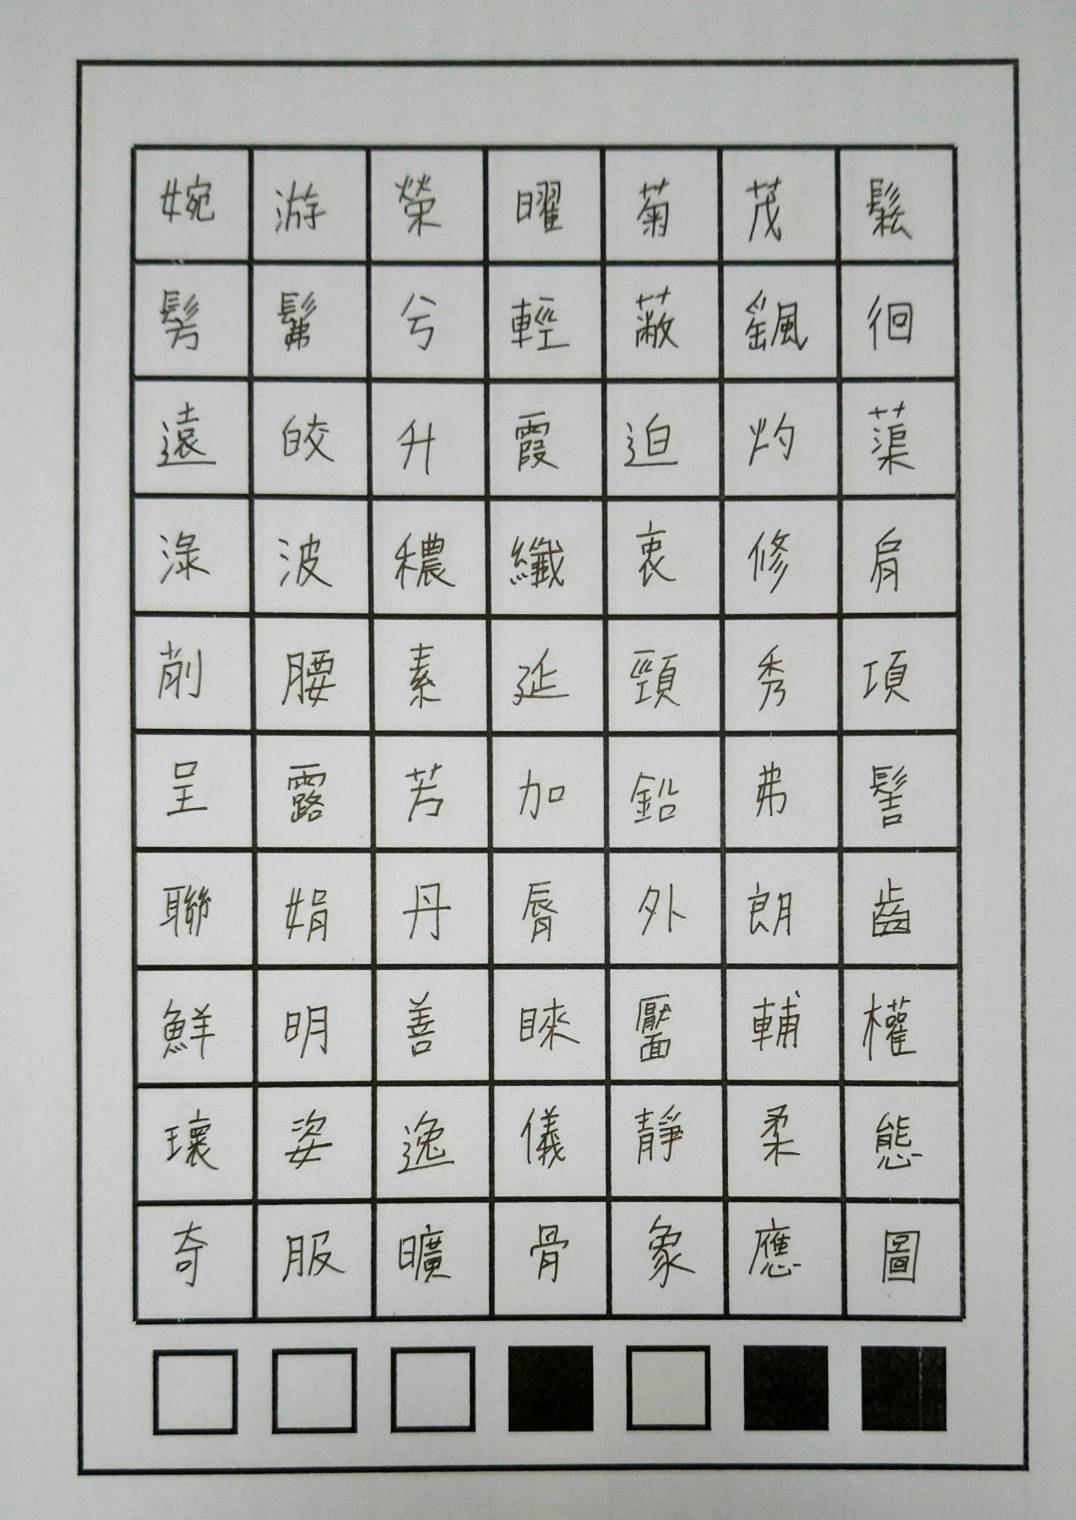 婉游榮曜菊茂鬆
髣髴兮輕蔽飖徊
遠皎升霞迫灼蕖
淥波穠纖衷修肩
削腰素延頸秀項
呈露芳加鉛弗髻
聯娟丹脣外朗齒
鮮明善睞靨輔權
瓌姿逸儀靜柔態
奇服曠骨象應圖